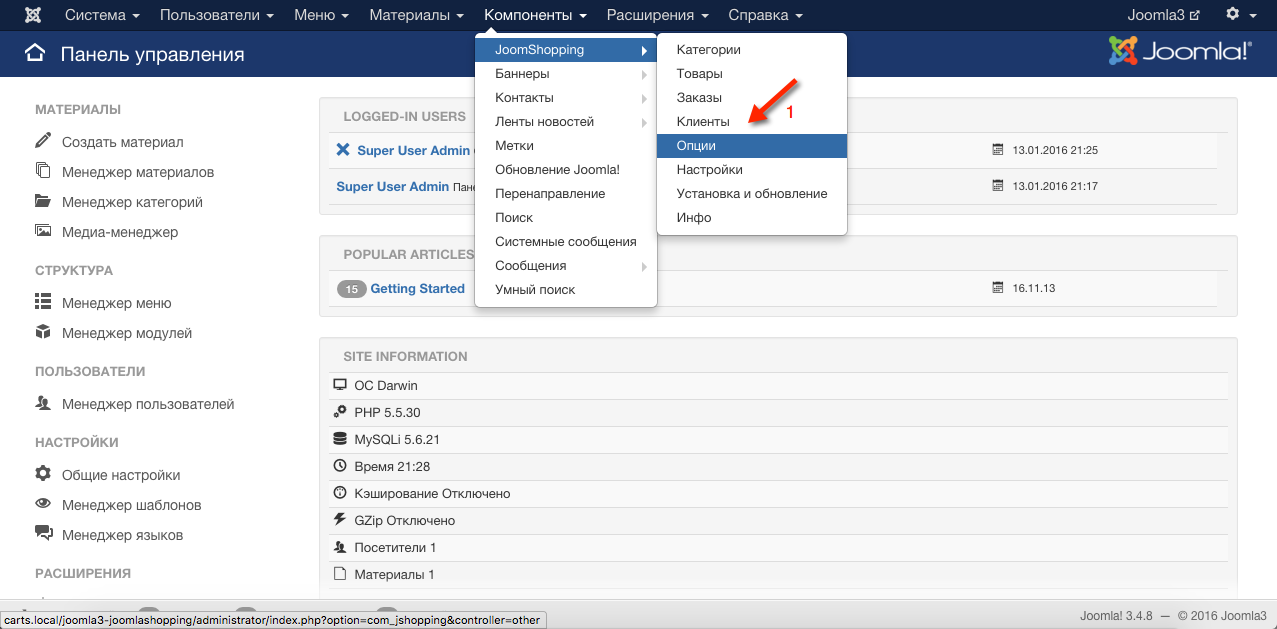 Система Пользователи Меню Материалы Компоненты Расширения Справка Joomla3
Панель управления Joomla!®
МАТЕРИАЛЫ
Создать материал
Менеджер материалов
Менеджер категорий
Медиа-менеджер
СТРУКТУРА
Менеджер меню
Менеджер модулей
ПОЛЬЗОВАТЕЛИ
Менеджер пользователей
НАСТРОЙКИ
Общие настройки
Менеджер шаблонов
Менеджер языков
РАСШИРЕНИЯ
JoomShopping
Баннеры
Контакты
Ленты новостей
Метки
Обновление Joomla!
Перенаправление
Поиск
Системные сообщения
Сообщения
Умный поиск
Категории
Товары
Заказы
Клиенты
1
Опции
Настройки
Установка и обновление
Инфо
LOGGED-IN USERS
Super User Admin 13.01.2016 21:25
Super User Admin 13.01.2016 21:17
POPULAR ARTICLES
15 Getting Started 16.11.13
SITE INFORMATION
ОС Darwin
PHP 5.5.30
MySQLi 5.6.21
Время 21:28
Кэширование Отключено
GZip Отключено
Посетители 1
Материалы 1
carts.local/joomla3-joomlashopping/administrator/index.php?option=com_jshopping&controller=other
Joomla! 3.4.8 — © 2016 Joomla3